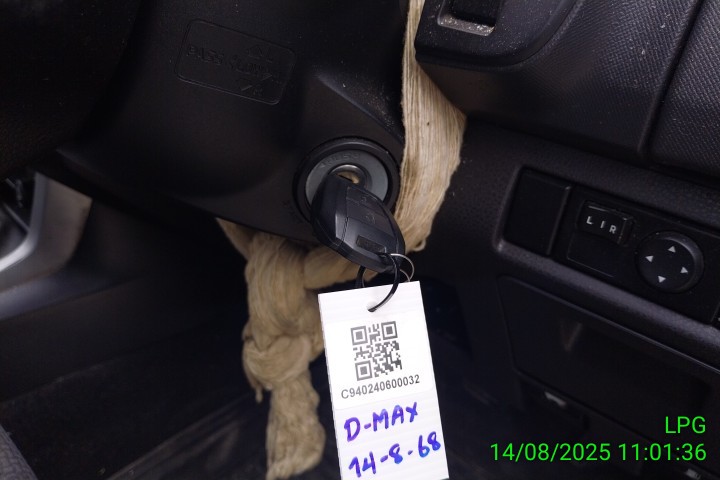 L I R
C940240600032
D-MAX
14-8-68
LPG
14/08/2025 11:01:36